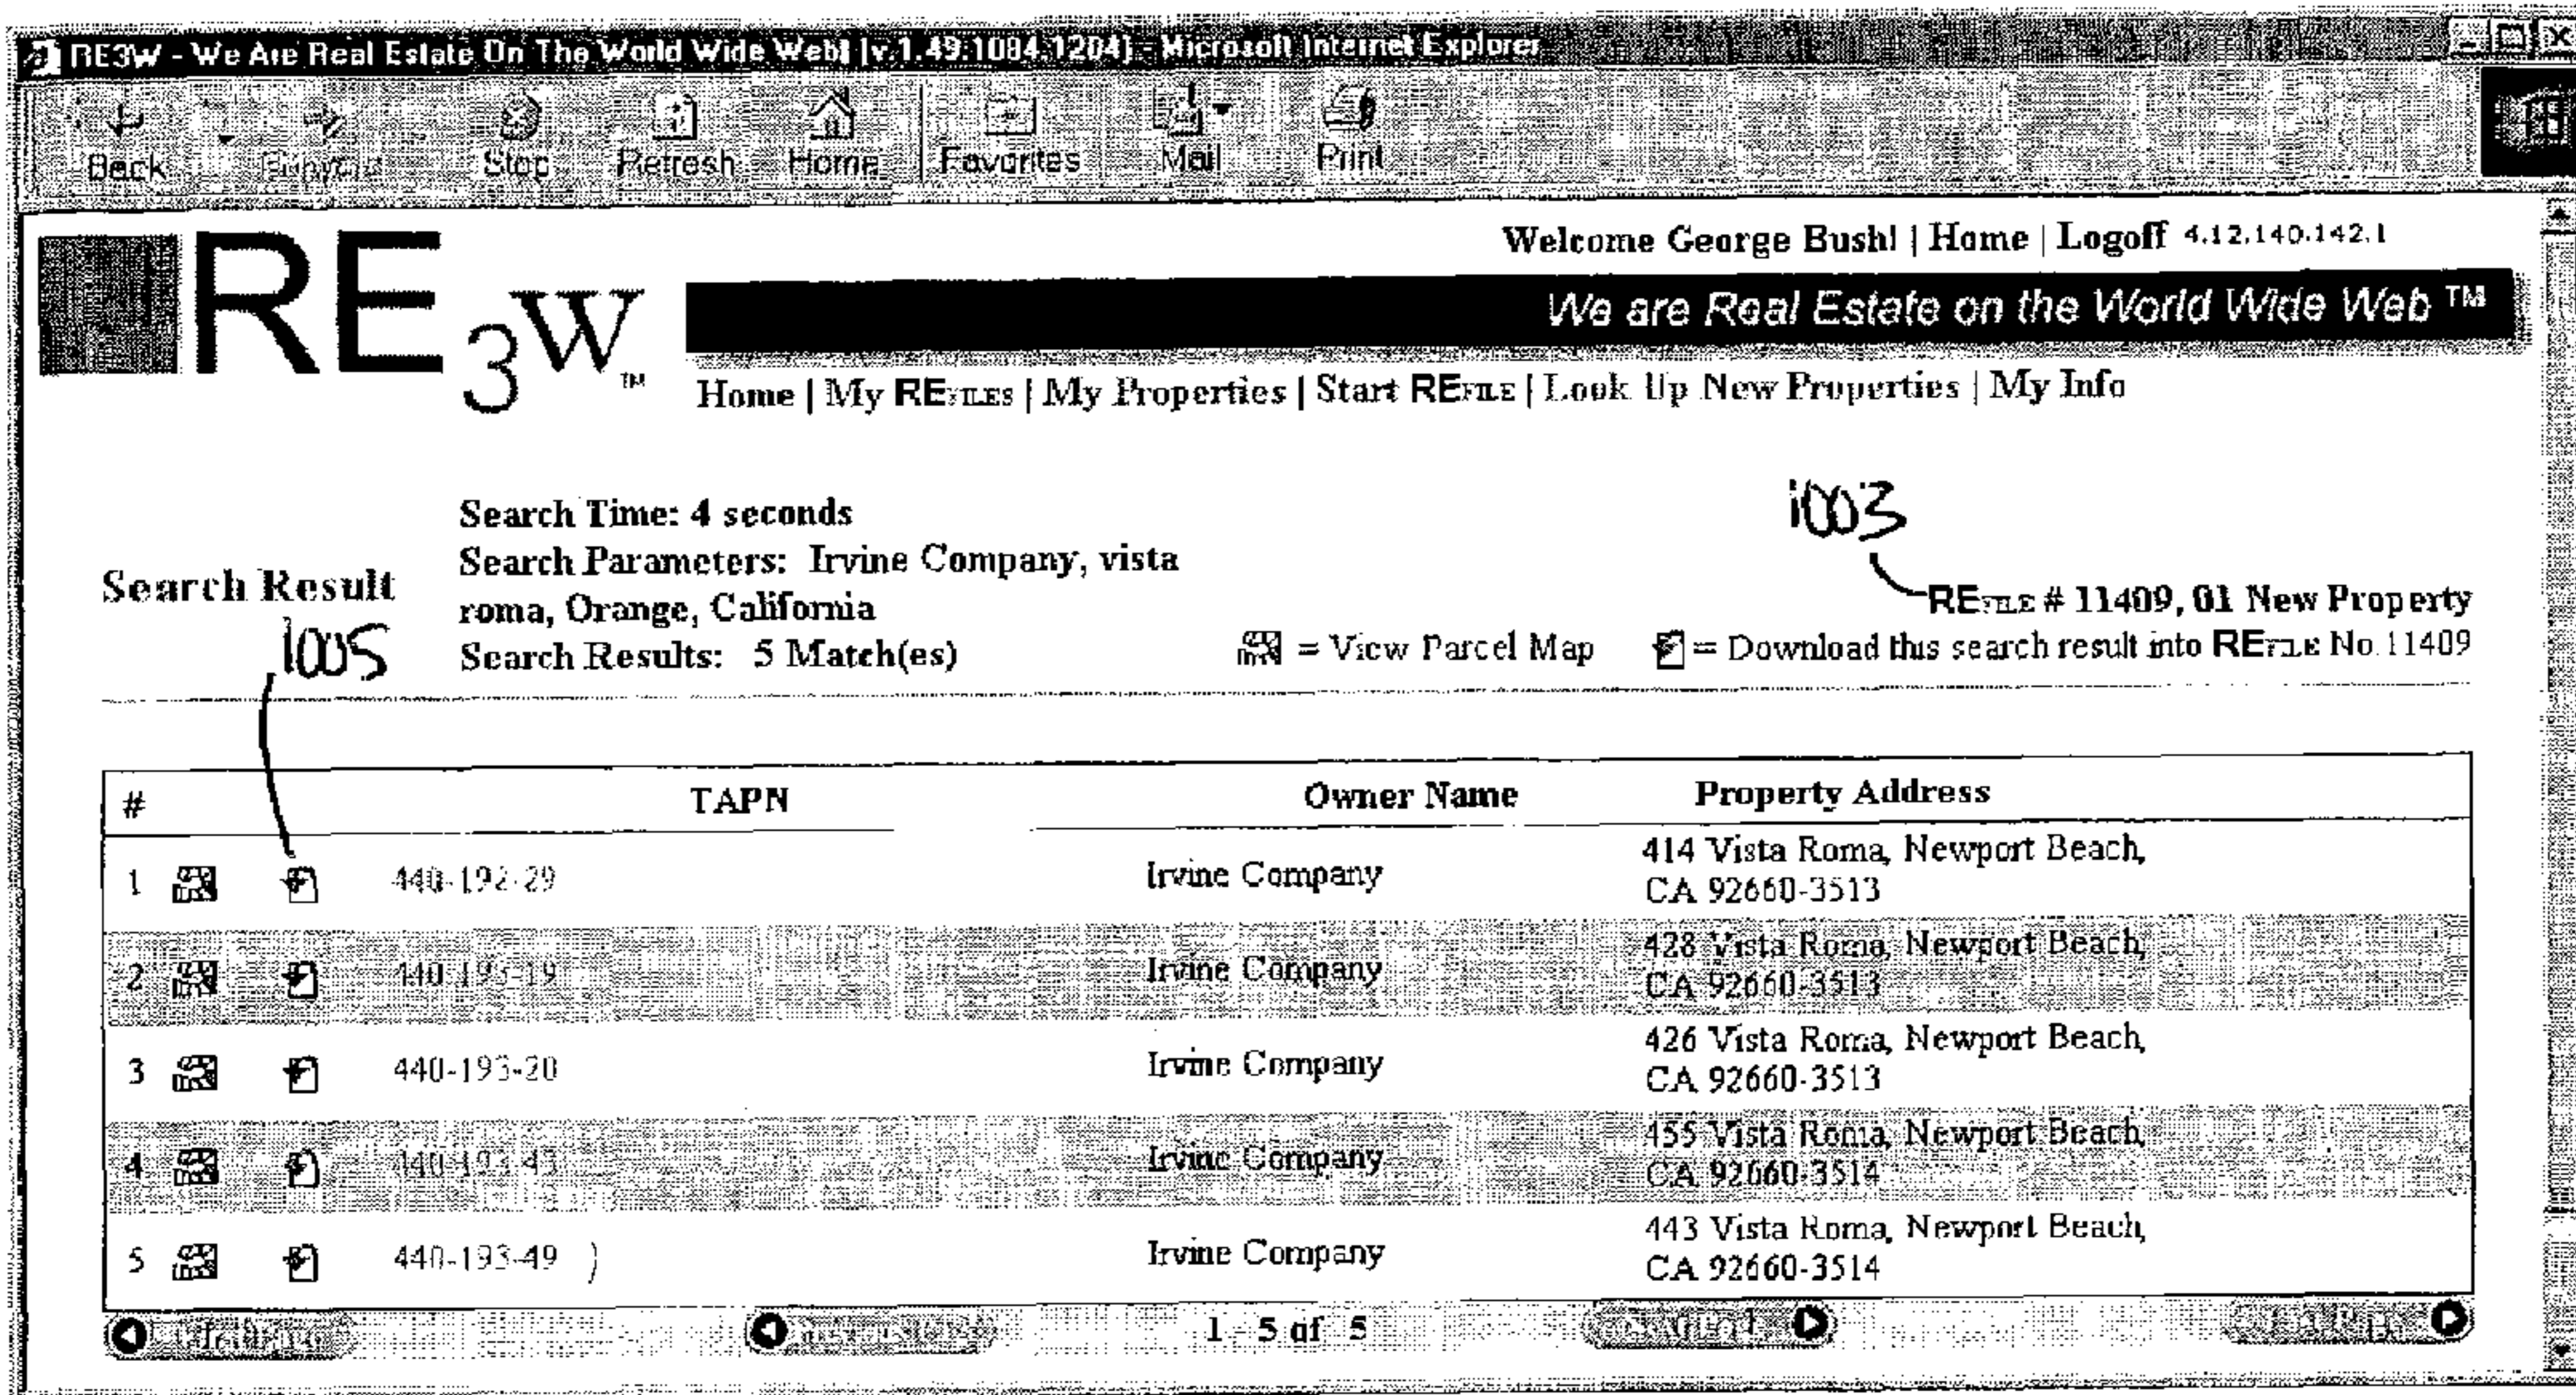 RE3W - We Are Real Estate On The World Wide Web! [v.1.49.1084.1204] - Microsoft Internet Explorer
Back Forward Stop Refresh Home Favorites Mail Print
Welcome George Bush! | Home | Logoff 4.12.140.142.1
RE3W™
We are Real Estate on the World Wide Web ™
Home | My REFILES | My Properties | Start REFILE | Look Up New Properties | My Info
1003
Search Time: 4 seconds
Search Parameters: Irvine Company, vista
Search Result
roma, Orange, California
REFILE # 11409, 01 New Property
1005
Search Results: 5 Match(es)
= View Parcel Map
= Download this search result into REFILE No.11409
# TAPN Owner Name Property Address
1 440-192-29 Irvine Company 414 Vista Roma, Newport Beach,
CA 92660-3513
2 440-193-19 Irvine Company 428 Vista Roma, Newport Beach,
CA 92660-3513
3 440-193-20 Irvine Company 426 Vista Roma, Newport Beach,
CA 92660-3513
4 440-193-43 Irvine Company 455 Vista Roma, Newport Beach,
CA 92660-3514
5 440-193-49 ) Irvine Company 443 Vista Roma, Newport Beach,
CA 92660-3514
1 - 5 of 5